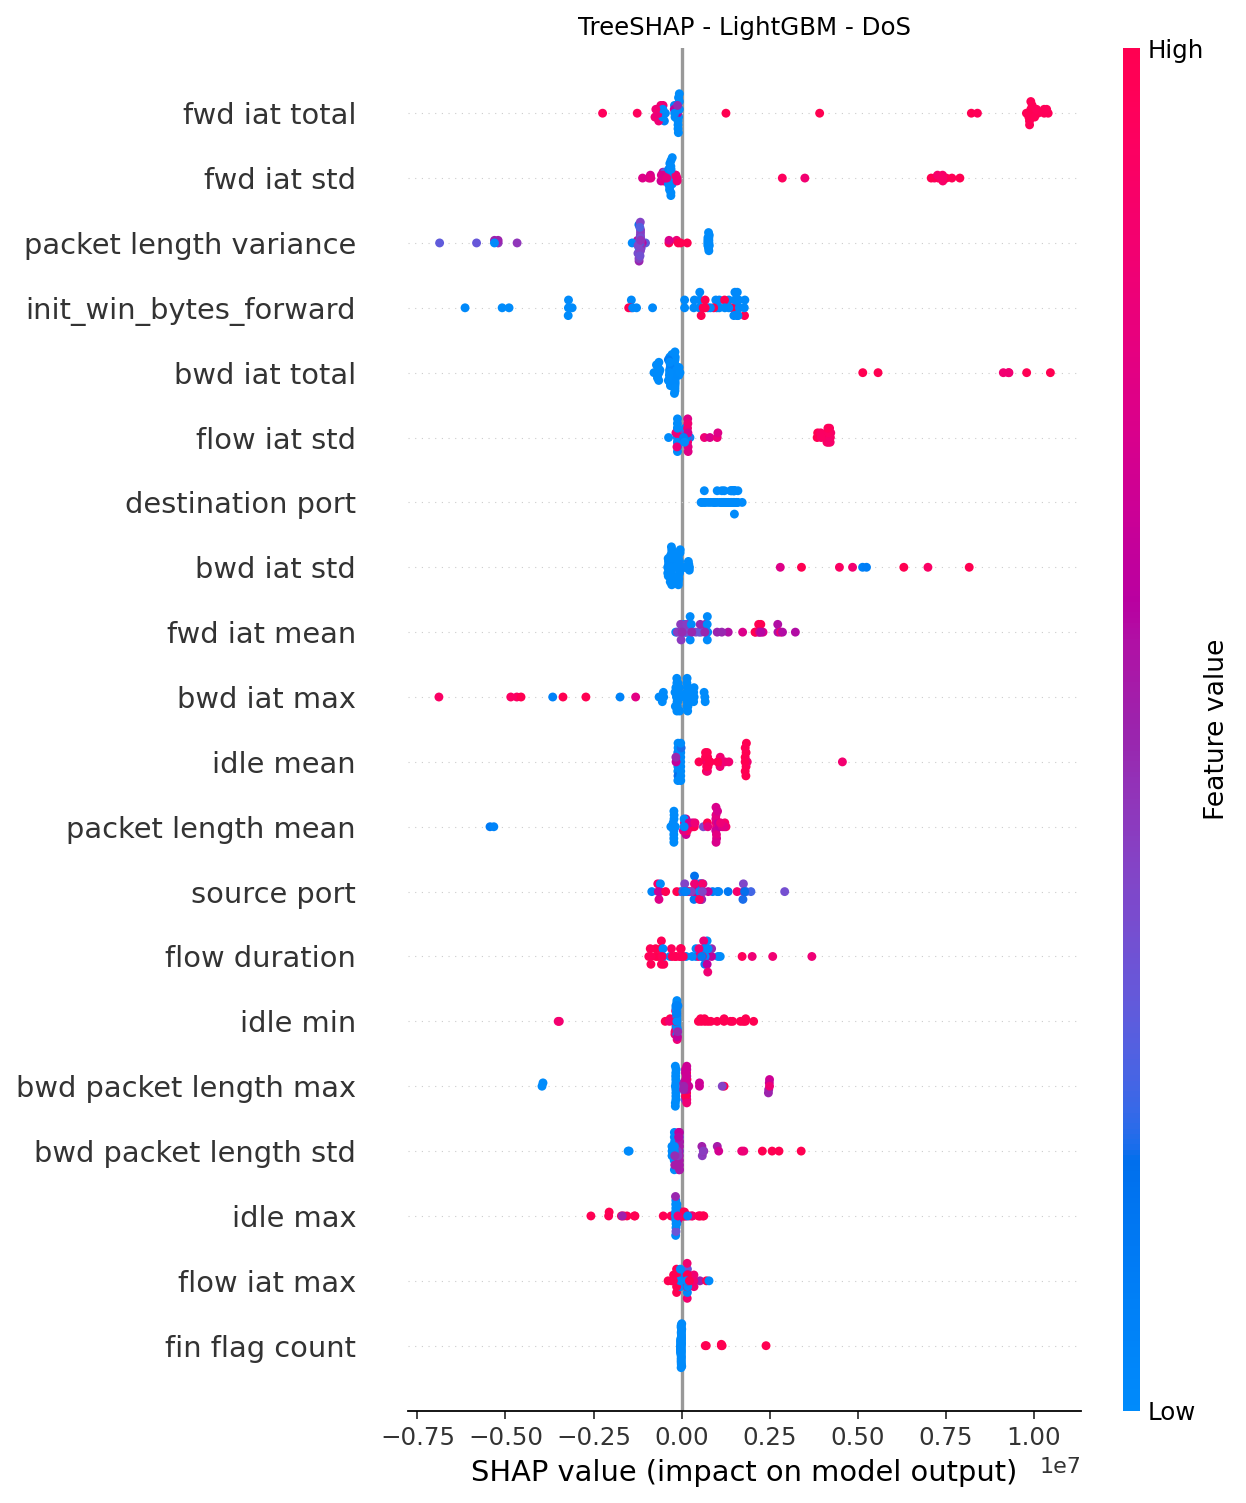 TreeSHAP - LightGBM - DoS
High
fwd iat total
fwd iat std
packet length variance
init_win_bytes_forward
bwd iat total
flow iat std
destination port
bwd iat std
fwd iat mean
bwd iat max
idle mean
packet length mean
source port
flow duration
idle min
bwd packet length max
bwd packet length std
idle max
flow iat max
fin flag count
Feature value
Low
−0.75 −0.50 −0.25 0.00 0.25 0.50 0.75 1.00
1e7
SHAP value (impact on model output)